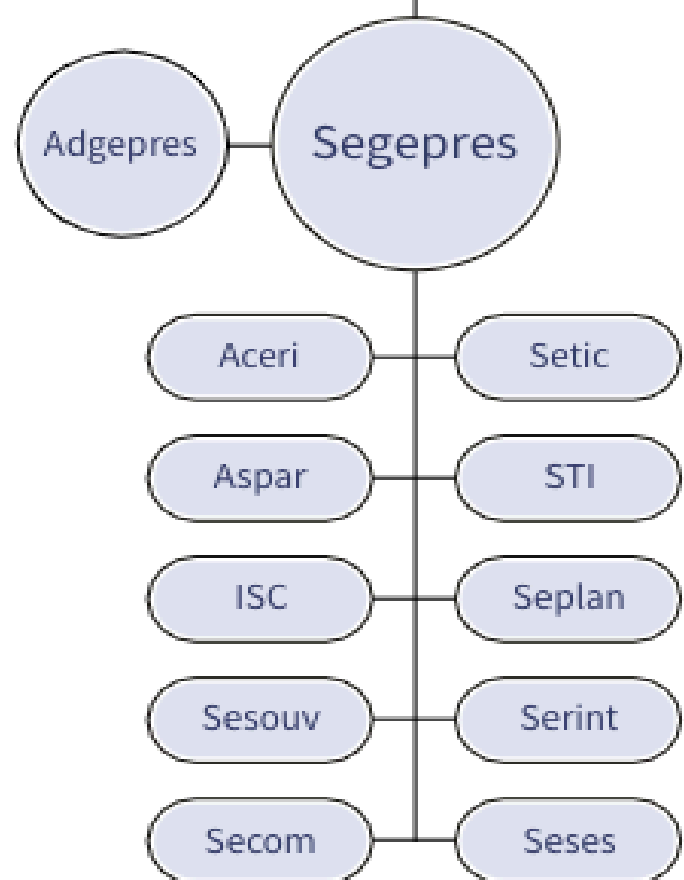 Adgepres
Segepres
Aceri
Setic
Aspar
STI
ISC
Seplan
Sesouv
Serint
Secom
Seses